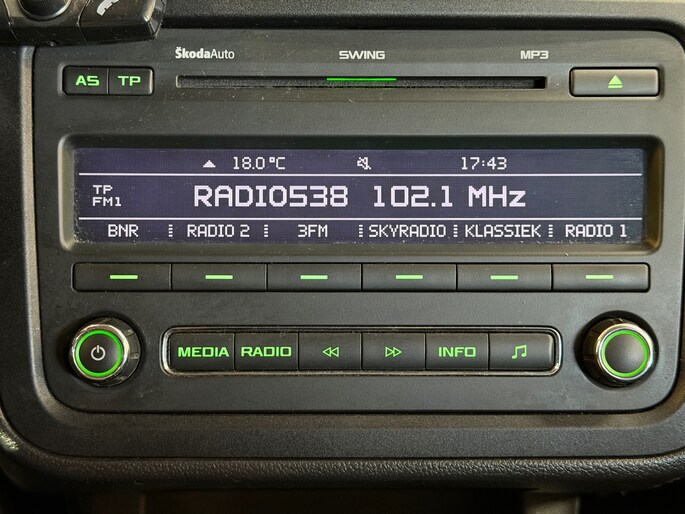 ŠkodaAuto SWING MP3
AS TP
18.0°C 17:43
TP
FM1
RADIO538 102.1 MHz
BNR RADIO 2 3FM SKYRADIO KLASSIEK RADIO 1
MEDIA RADIO INFO